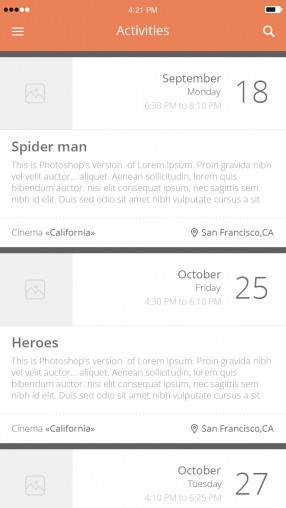 4:21 PM
Activities
September
Monday
6:30 PM to 8:10 PM
18
Spider man
This is Photoshop's version of Lorem Ipsum. Proin gravida nibh
vel velit auctor... aliquet. Aenean sollicitudin, lorem quis
bibendum auctor. nisi elit consequat ipsum, nec sagittis sem
nibh id elit. Duis sed odio sit amet nibh vulputate cursus a sit
Cinema «California»
San Francisco,CA
October
Friday
4:30 PM to 6:10 PM
25
Heroes
This is Photoshop's version of Lorem Ipsum. Proin gravida nibh
vel velit auctor... aliquet. Aenean sollicitudin, lorem quis
bibendum auctor. nisi elit consequat ipsum, nec sagittis sem
nibh id elit. Duis sed odio sit amet nibh vulputate cursus a sit
Cinema «California»
San Francisco,CA
October
Tuesday
4:10 PM to 6:25 PM
27